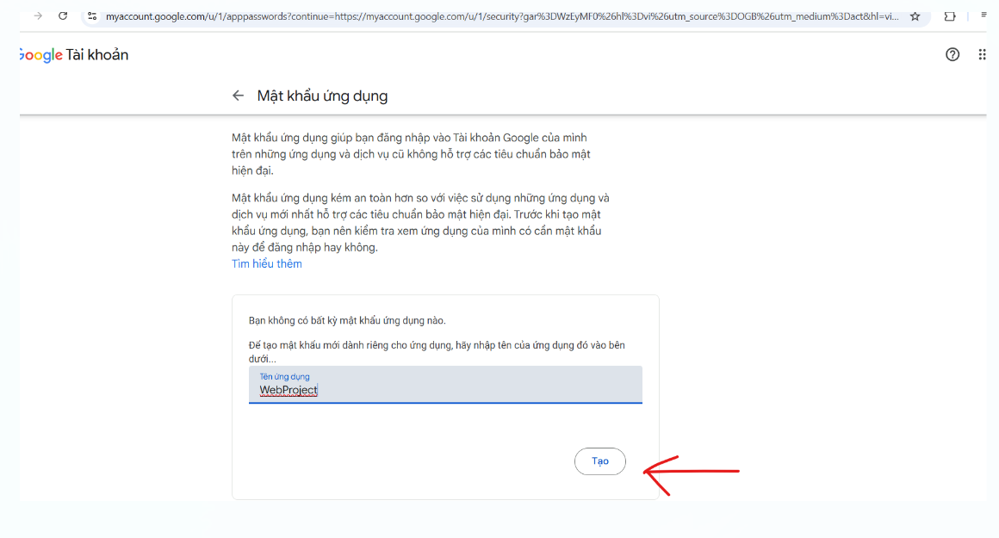 myaccount.google.com/u/1/apppasswords?continue=https://myaccount.google.com/u/1/security?gar%3DWzEyMF0%26hl%3Dvi%26utm_source%3DOGB%26utm_medium%3Dact&hl=vi...
Google Tài khoản
Mật khẩu ứng dụng
Mật khẩu ứng dụng giúp bạn đăng nhập vào Tài khoản Google của mình
trên những ứng dụng và dịch vụ cũ không hỗ trợ các tiêu chuẩn bảo mật
hiện đại.
Mật khẩu ứng dụng kém an toàn hơn so với việc sử dụng những ứng dụng và
dịch vụ mới nhất hỗ trợ các tiêu chuẩn bảo mật hiện đại. Trước khi tạo mật
khẩu ứng dụng, bạn nên kiểm tra xem ứng dụng của mình có cần mật khẩu
này để đăng nhập hay không.
Tìm hiểu thêm
Bạn không có bất kỳ mật khẩu ứng dụng nào.
Để tạo mật khẩu mới dành riêng cho ứng dụng, hãy nhập tên của ứng dụng đó vào bên
dưới...
Tên ứng dụng
WebProject
Tạo